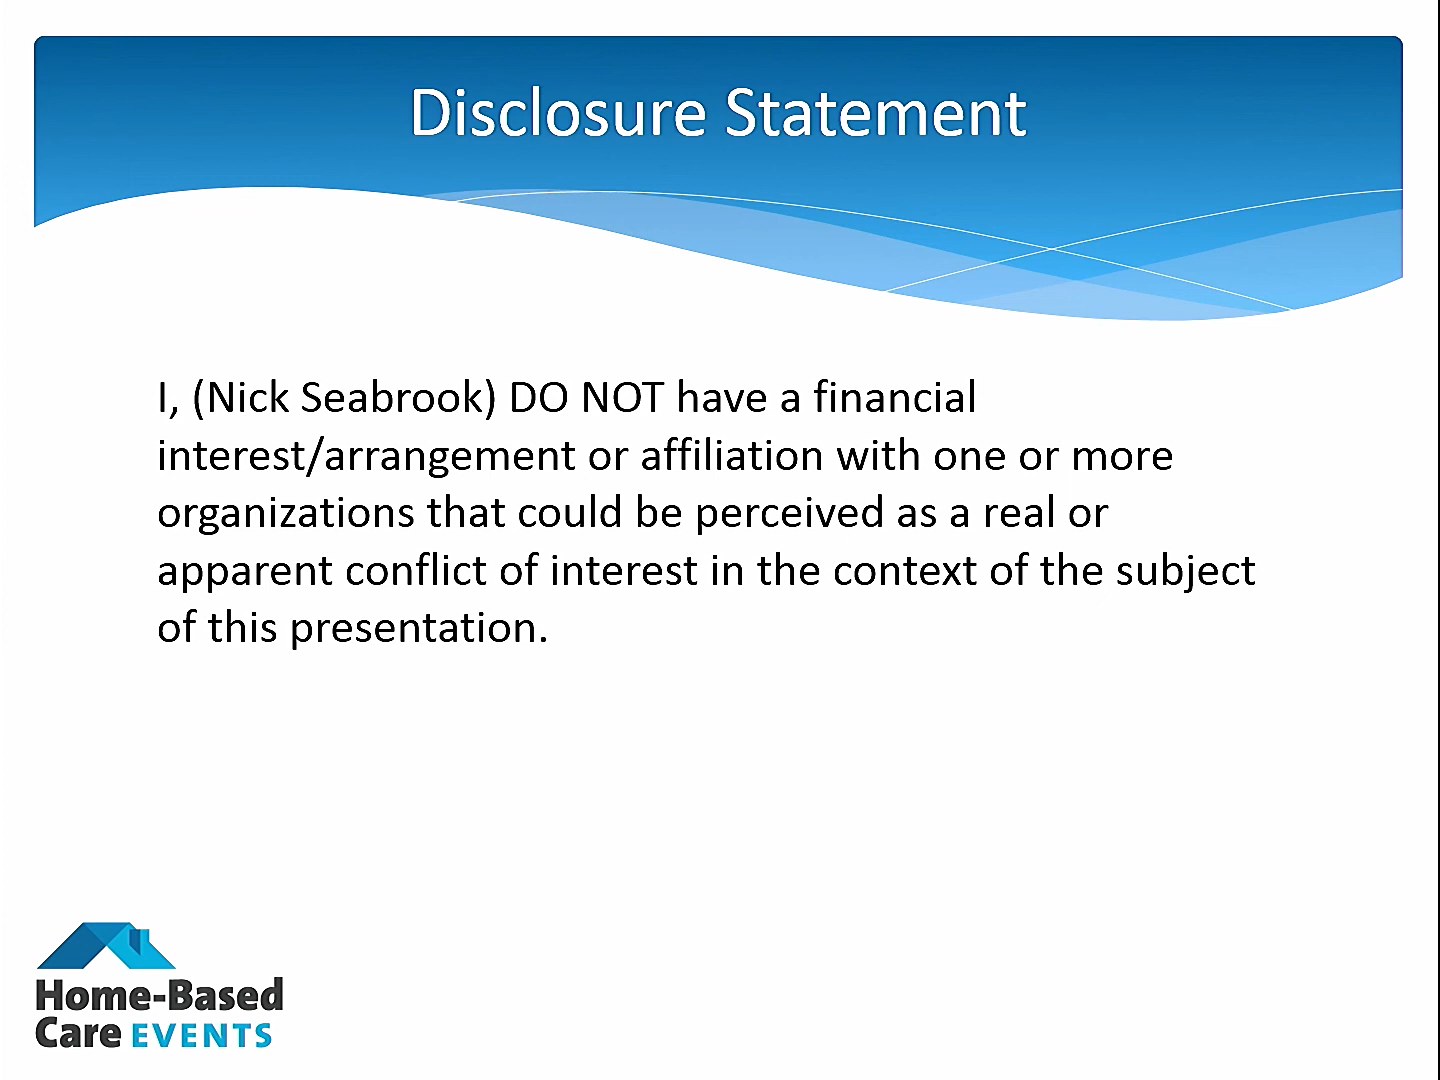 Disclosure Statement
I, (Nick Seabrook) DO NOT have a financial
interest/arrangement or affiliation with one or more
organizations that could be perceived as a real or
apparent conflict of interest in the context of the subject
of this presentation.
Home-Based
Care EVENTS